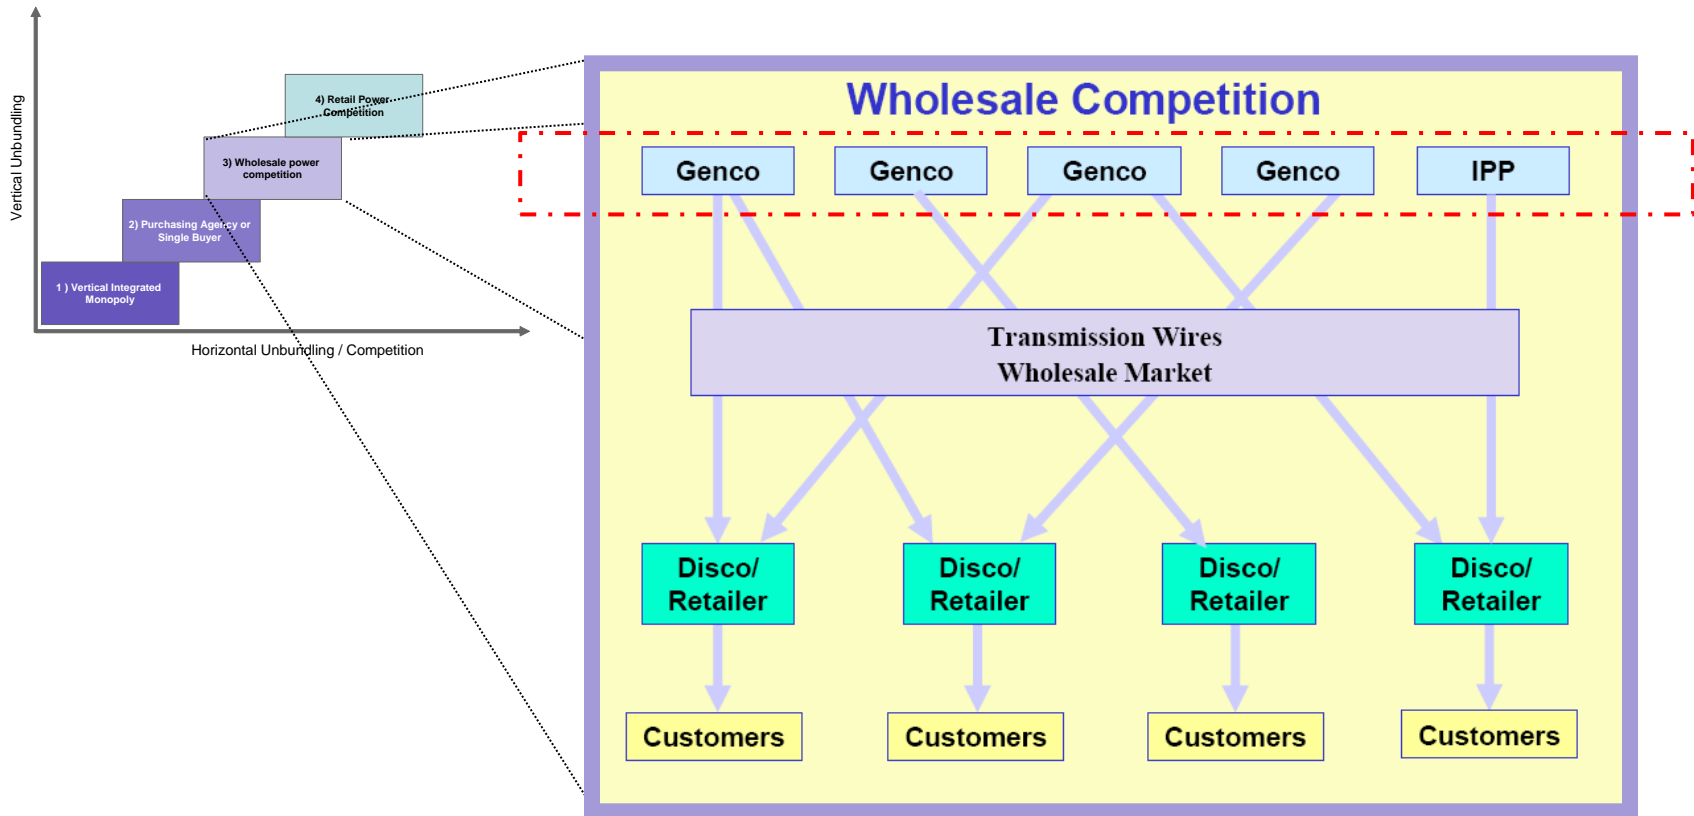 Vertical Unbundling
4) Retail Power
Competition
3) Wholesale power
competition
2) Purchasing Agency or
Single Buyer
1 ) Vertical Integrated
Monopoly
Horizontal Unbundling / Competition
Wholesale Competition
Genco
Genco
Genco
Genco
IPP
Transmission Wires
Wholesale Market
Disco/
Retailer
Disco/
Retailer
Disco/
Retailer
Disco/
Retailer
Customers
Customers
Customers
Customers